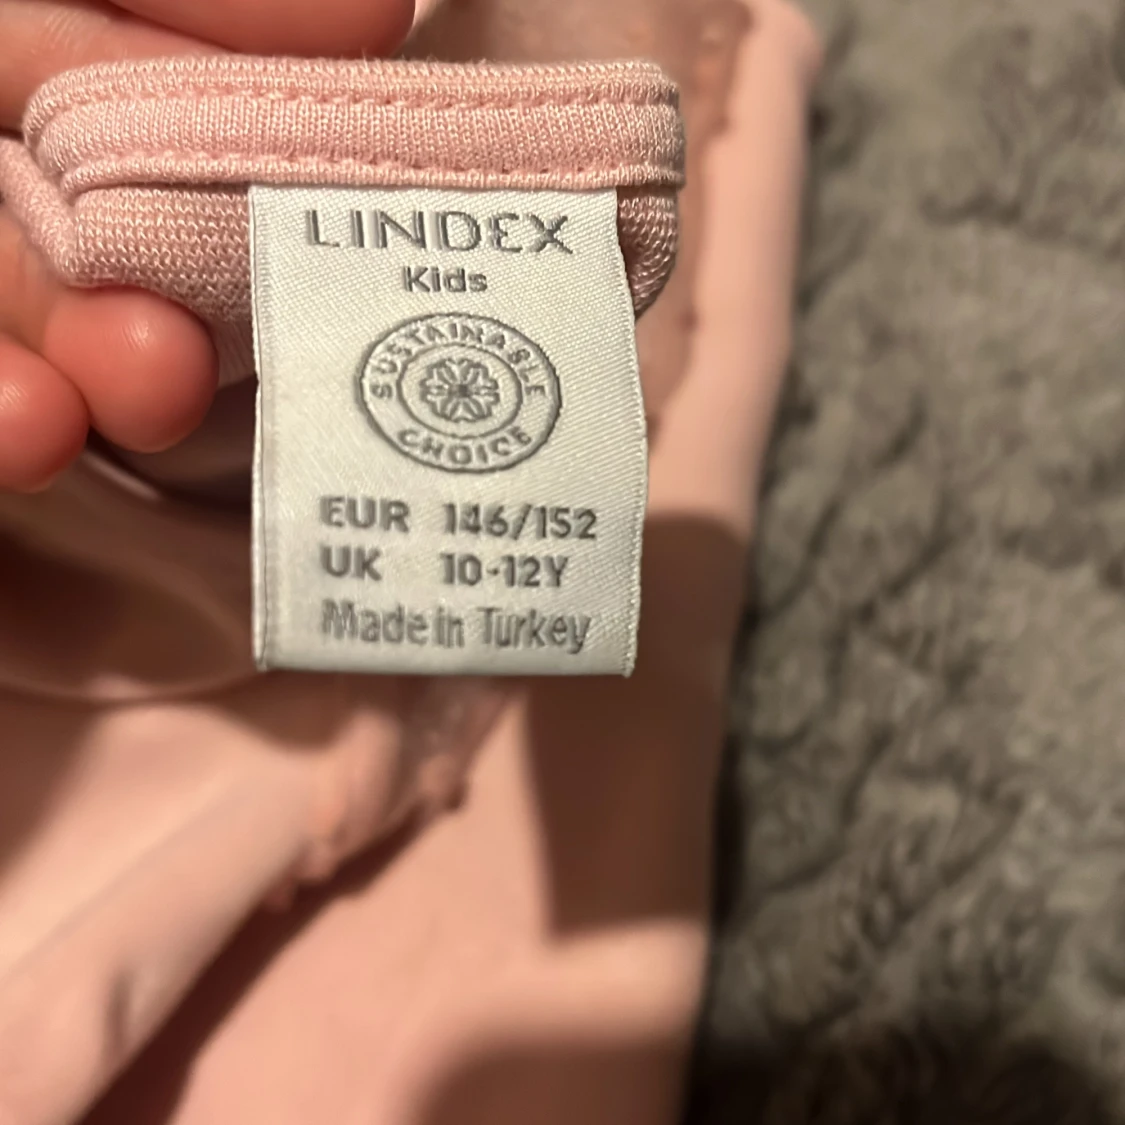 LINDEX
Kids
SUSTAINABLE
CHOICE
EUR 146/152
UK 10-12Y
Made in Turkey